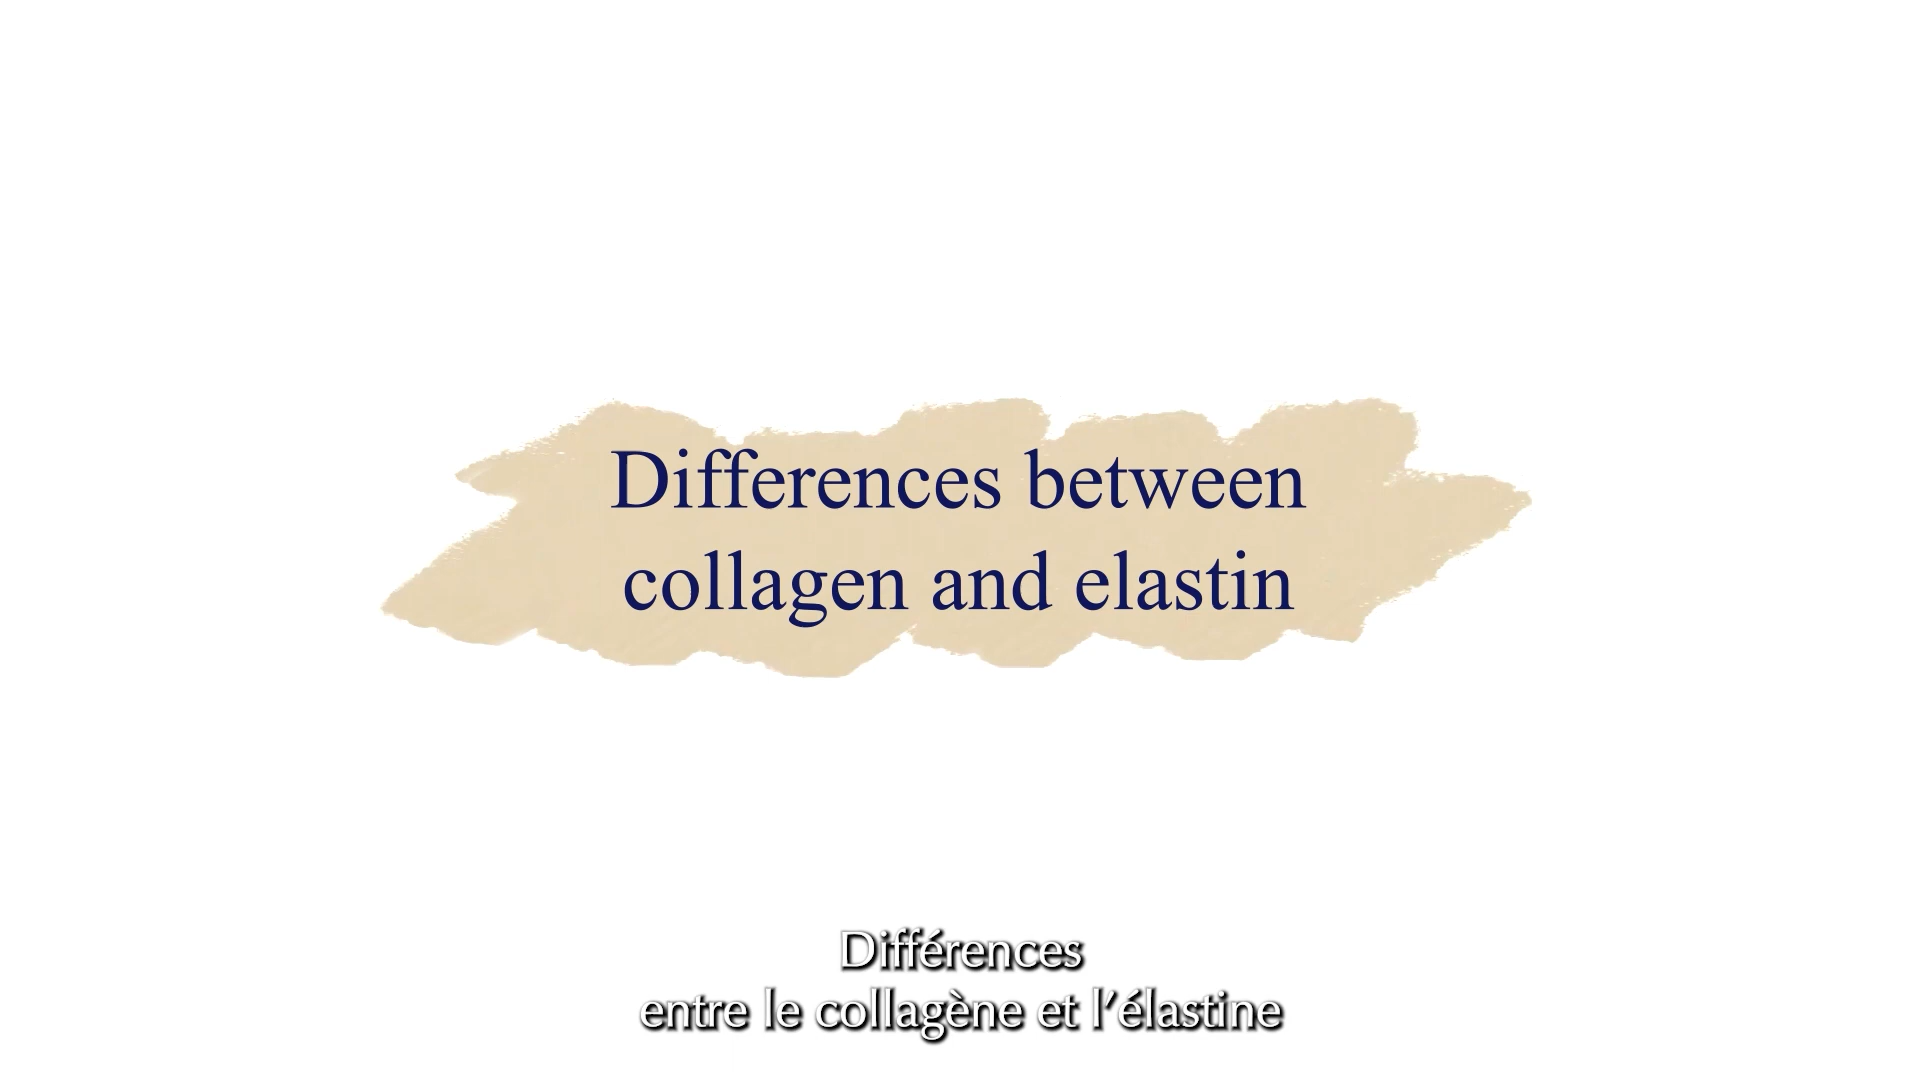 Differences between
collagen and elastin
Différences
entre le collagène et l’élastine